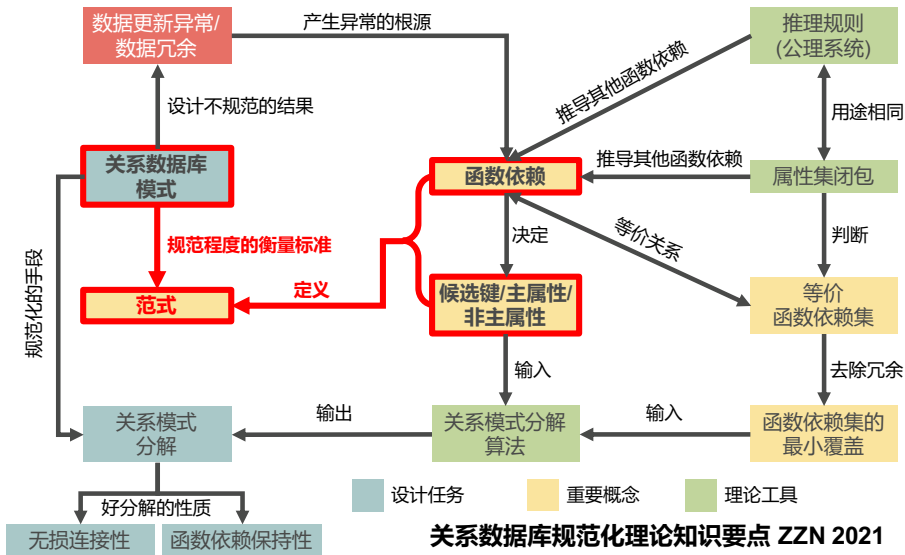 数据更新异常/
数据冗余
产生异常的根源
推理规则
(公理系统)
推导其他函数依赖
用途相同
设计不规范的结果
关系数据库
模式
函数依赖
推导其他函数依赖
属性集闭包
规范程度的衡量标准
决定
等价关系
判断
规范化的手段
范式
定义
候选键/主属性/
非主属性
等价
函数依赖集
输入
去除冗余
关系模式
分解
输出
关系模式分解
算法
输入
函数依赖集的
最小覆盖
好分解的性质
无损连接性
函数依赖保持性
设计任务
重要概念
理论工具
关系数据库规范化理论知识要点 ZZN 2021